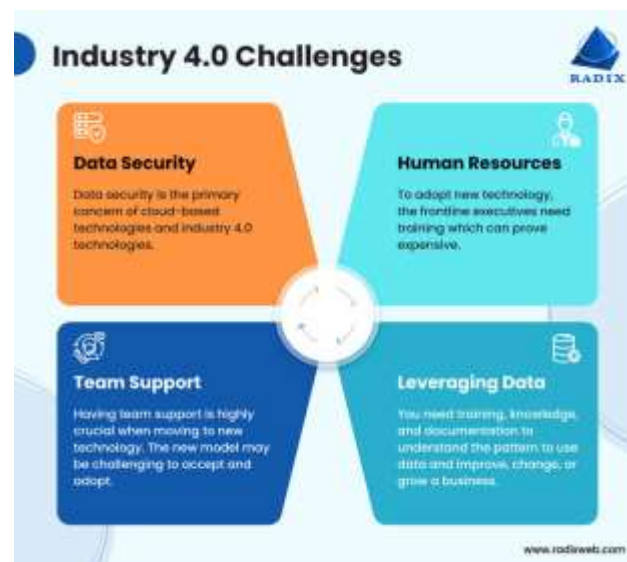 Industry 4.0 Challenges
RADIX
Data Security
Data security is the primary
concern of cloud-based
technologies and industry 4.0
technologies.
Human Resources
To adopt new technology,
the frontline executives need
training which can prove
expensive.
Team Support
Having team support is highly
crucial when moving to new
technology. The new model may
be challenging to accept and
adopt.
Leveraging Data
You need training, knowledge,
and documentation to
understand the pattern to use
data and improve, change, or
grow a business.
www.radixweb.com